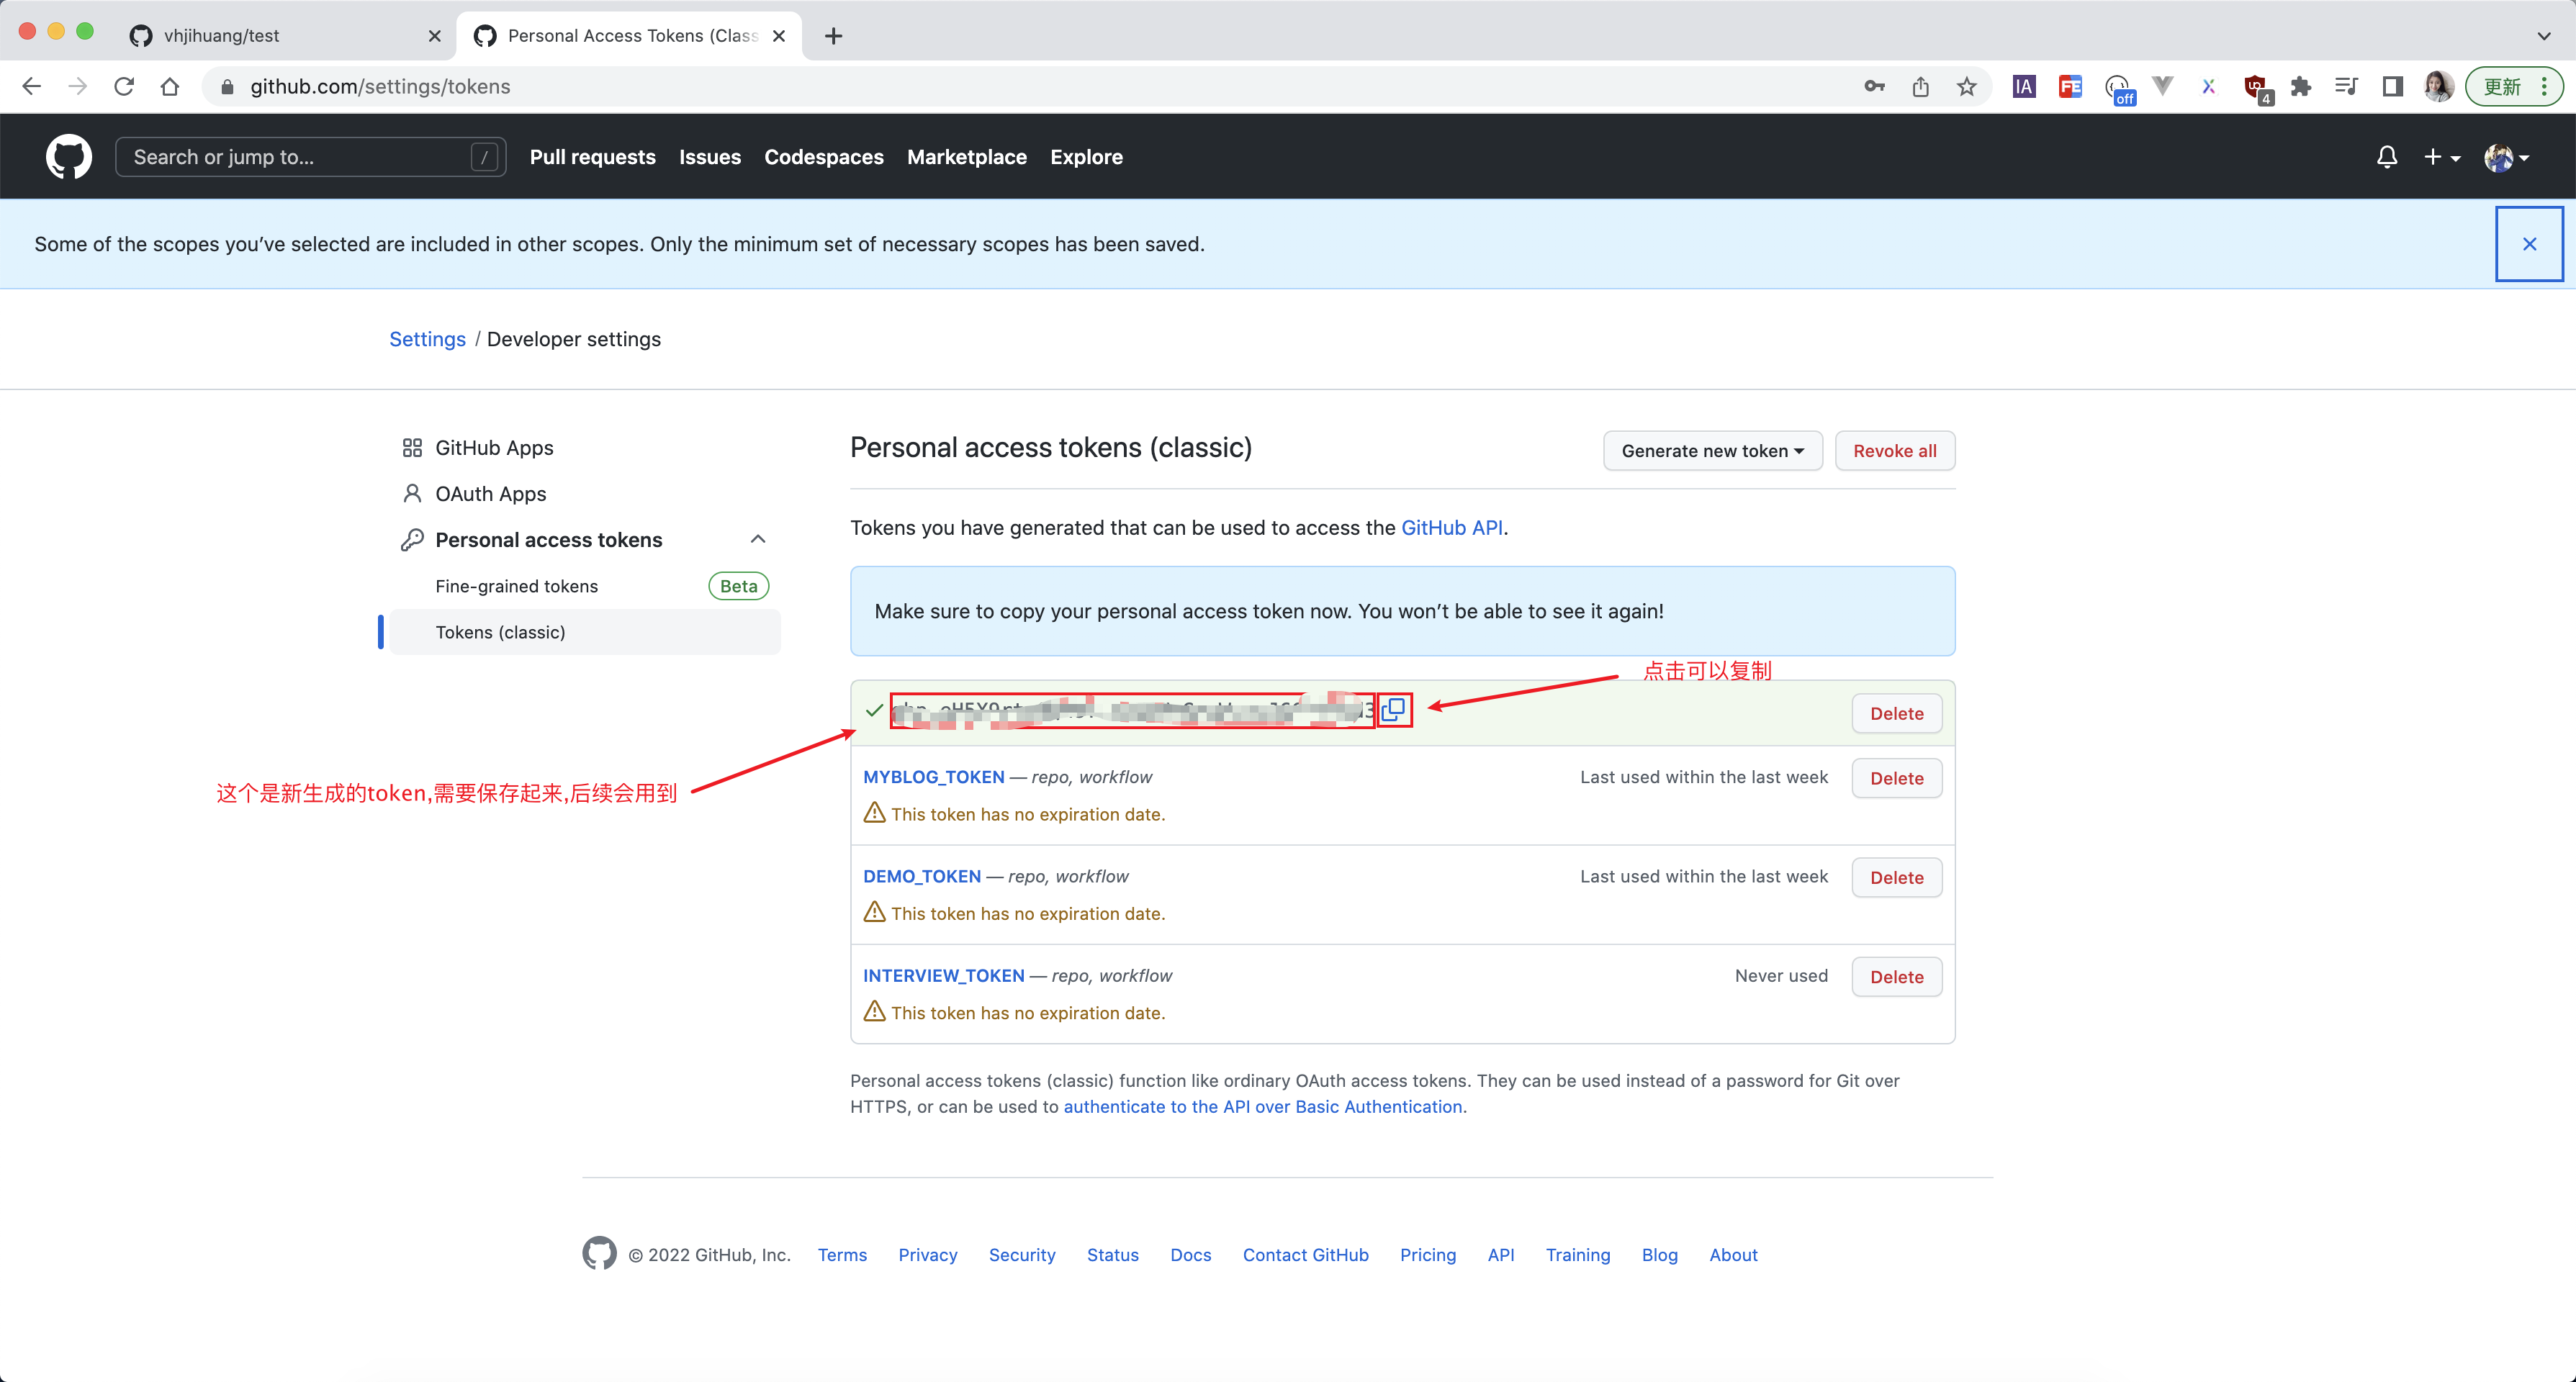 vhjihuang/test
Personal Access Tokens (Clas
github.com/settings/tokens
IA
FE
off
4
更新
Search or jump to...
/
Pull requests
Issues
Codespaces
Marketplace
Explore
Some of the scopes you’ve selected are included in other scopes. Only the minimum set of necessary scopes has been saved.
Settings / Developer settings
GitHub Apps
OAuth Apps
Personal access tokens
Fine-grained tokens
Beta
Tokens (classic)
Personal access tokens (classic)
Generate new token
Revoke all
Tokens you have generated that can be used to access the GitHub API.
Make sure to copy your personal access token now. You won’t be able to see it again!
点击可以复制
Delete
这个是新生成的token,需要保存起来,后续会用到
MYBLOG_TOKEN — repo, workflow
Last used within the last week
Delete
This token has no expiration date.
DEMO_TOKEN — repo, workflow
Last used within the last week
Delete
This token has no expiration date.
INTERVIEW_TOKEN — repo, workflow
Never used
Delete
This token has no expiration date.
Personal access tokens (classic) function like ordinary OAuth access tokens. They can be used instead of a password for Git over
HTTPS, or can be used to authenticate to the API over Basic Authentication.
© 2022 GitHub, Inc.
Terms
Privacy
Security
Status
Docs
Contact GitHub
Pricing
API
Training
Blog
About